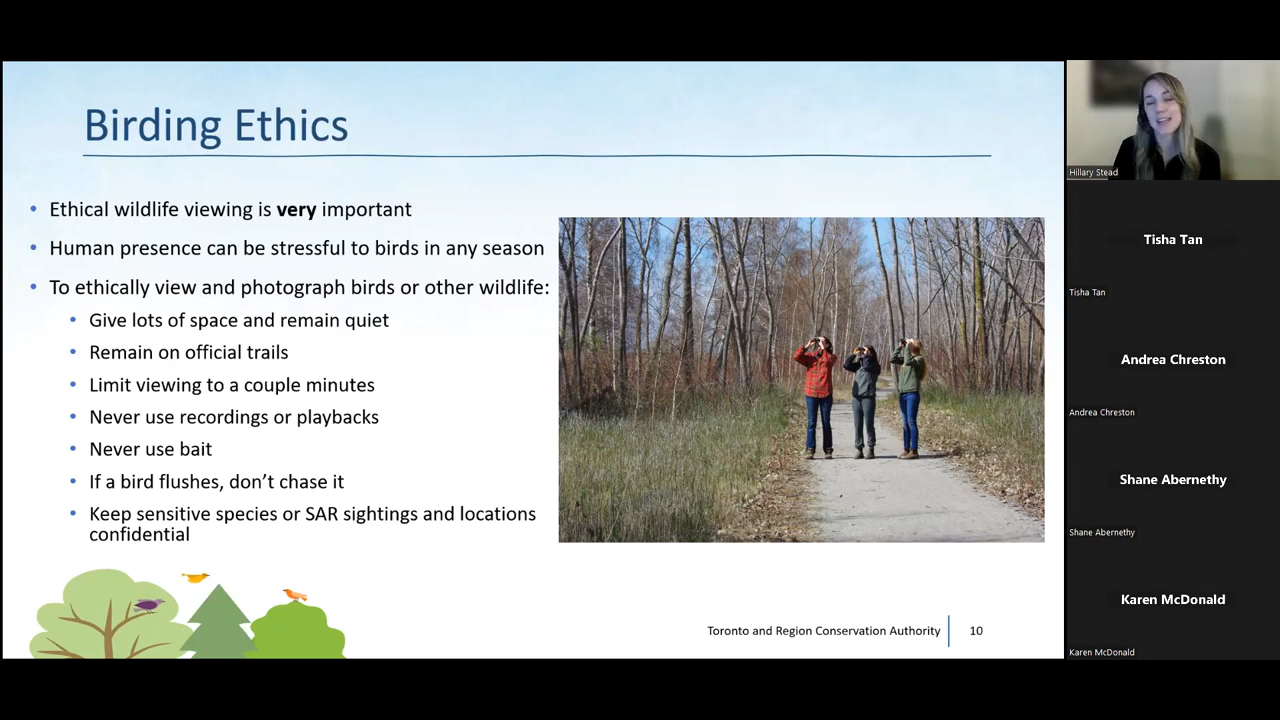 Birding Ethics
• Ethical wildlife viewing is very important
• Human presence can be stressful to birds in any season
• To ethically view and photograph birds or other wildlife:
• Give lots of space and remain quiet
• Remain on official trails
• Limit viewing to a couple minutes
• Never use recordings or playbacks
• Never use bait
• If a bird flushes, don’t chase it
• Keep sensitive species or SAR sightings and locations
confidential
Toronto and Region Conservation Authority
10
Hillary Stead
Tisha Tan
Tisha Tan
Andrea Chreston
Andrea Chreston
Shane Abernethy
Shane Abernethy
Karen McDonald
Karen McDonald